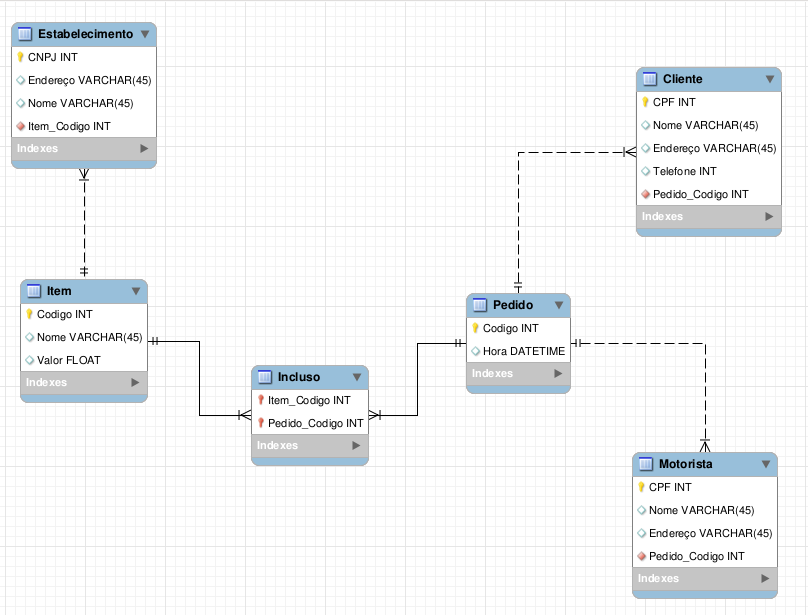 Estabelecimento
CNPJ INT
Endereço VARCHAR(45)
Nome VARCHAR(45)
Item_Codigo INT
Indexes
Cliente
CPF INT
Nome VARCHAR(45)
Endereço VARCHAR(45)
Telefone INT
Pedido_Codigo INT
Indexes
Item
Codigo INT
Nome VARCHAR(45)
Valor FLOAT
Indexes
Pedido
Codigo INT
Hora DATETIME
Indexes
Incluso
Item_Codigo INT
Pedido_Codigo INT
Indexes
Motorista
CPF INT
Nome VARCHAR(45)
Endereço VARCHAR(45)
Pedido_Codigo INT
Indexes